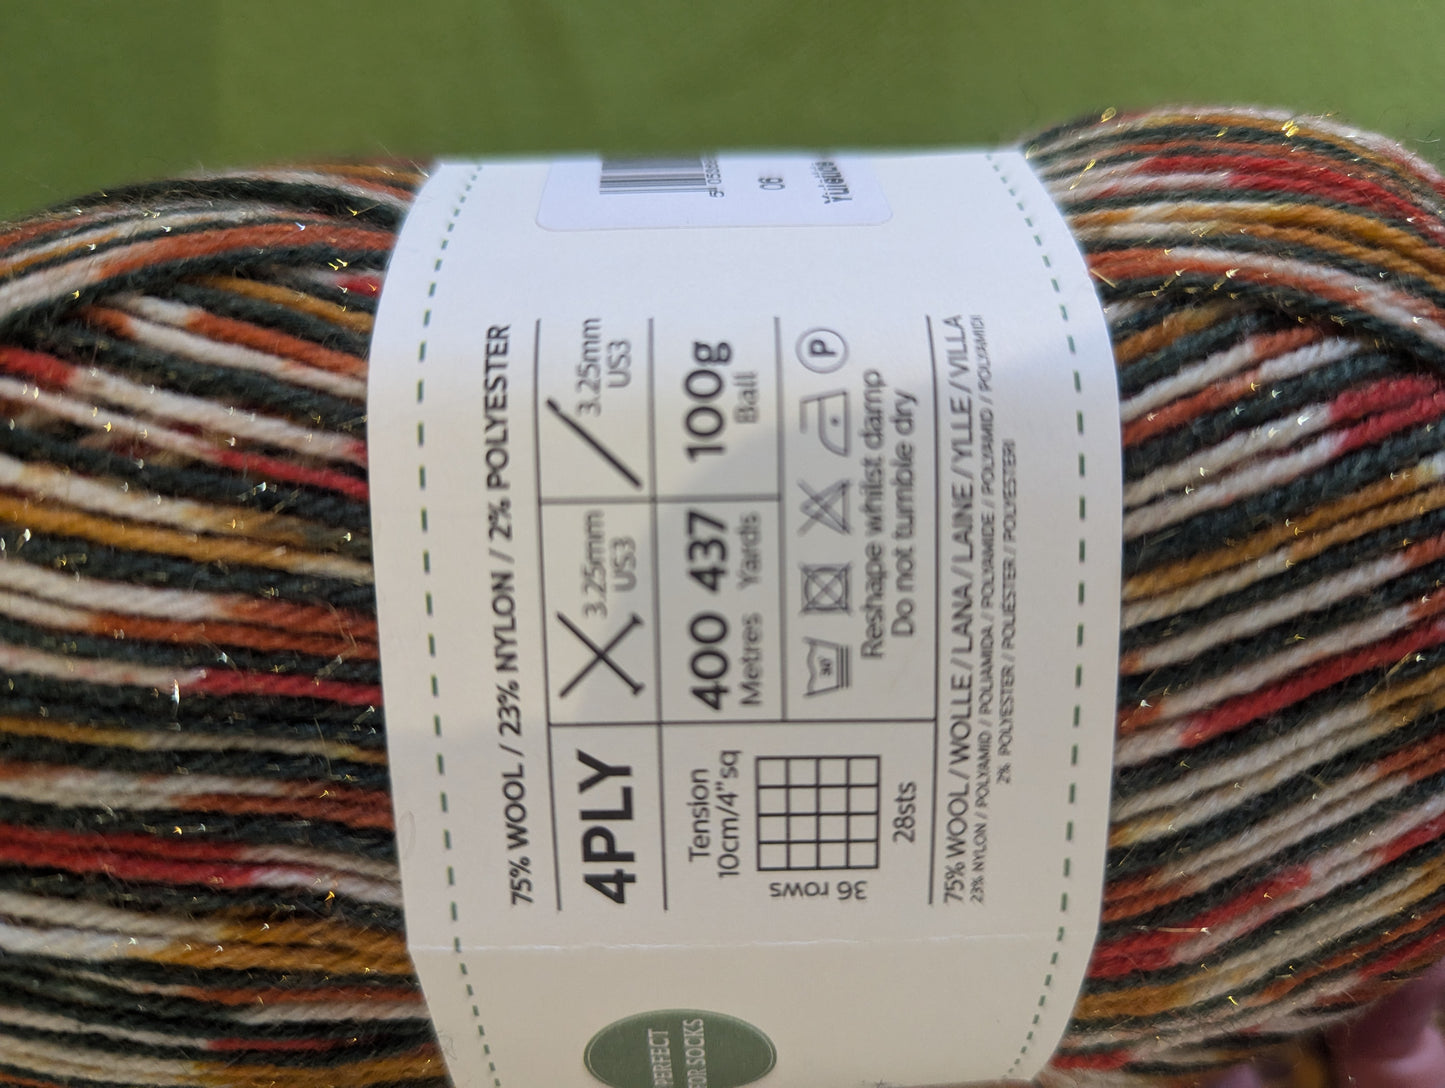 75% WOOL / 23% NYLON / 2% POLYESTER
4PLY
3.25mm
US3
3.25mm
US3
Tension
10cm/4"sq
36 rows
28sts
400 437
Metres Yards
100g
Ball
30°
P
Reshape whilst damp
Do not tumble dry
75% WOOL / WOLLE / LANA / LAINE / YLLE / VILLA
23% NYLON / POLYAMID / POLIAMIDA / POLYAMIDE / POLYAMID / POLYAMIDI
2% POLYESTER / POLIÉSTER / POLYESTER / POLYESTERI
06
Yuletide
PERFECT
FOR SOCKS